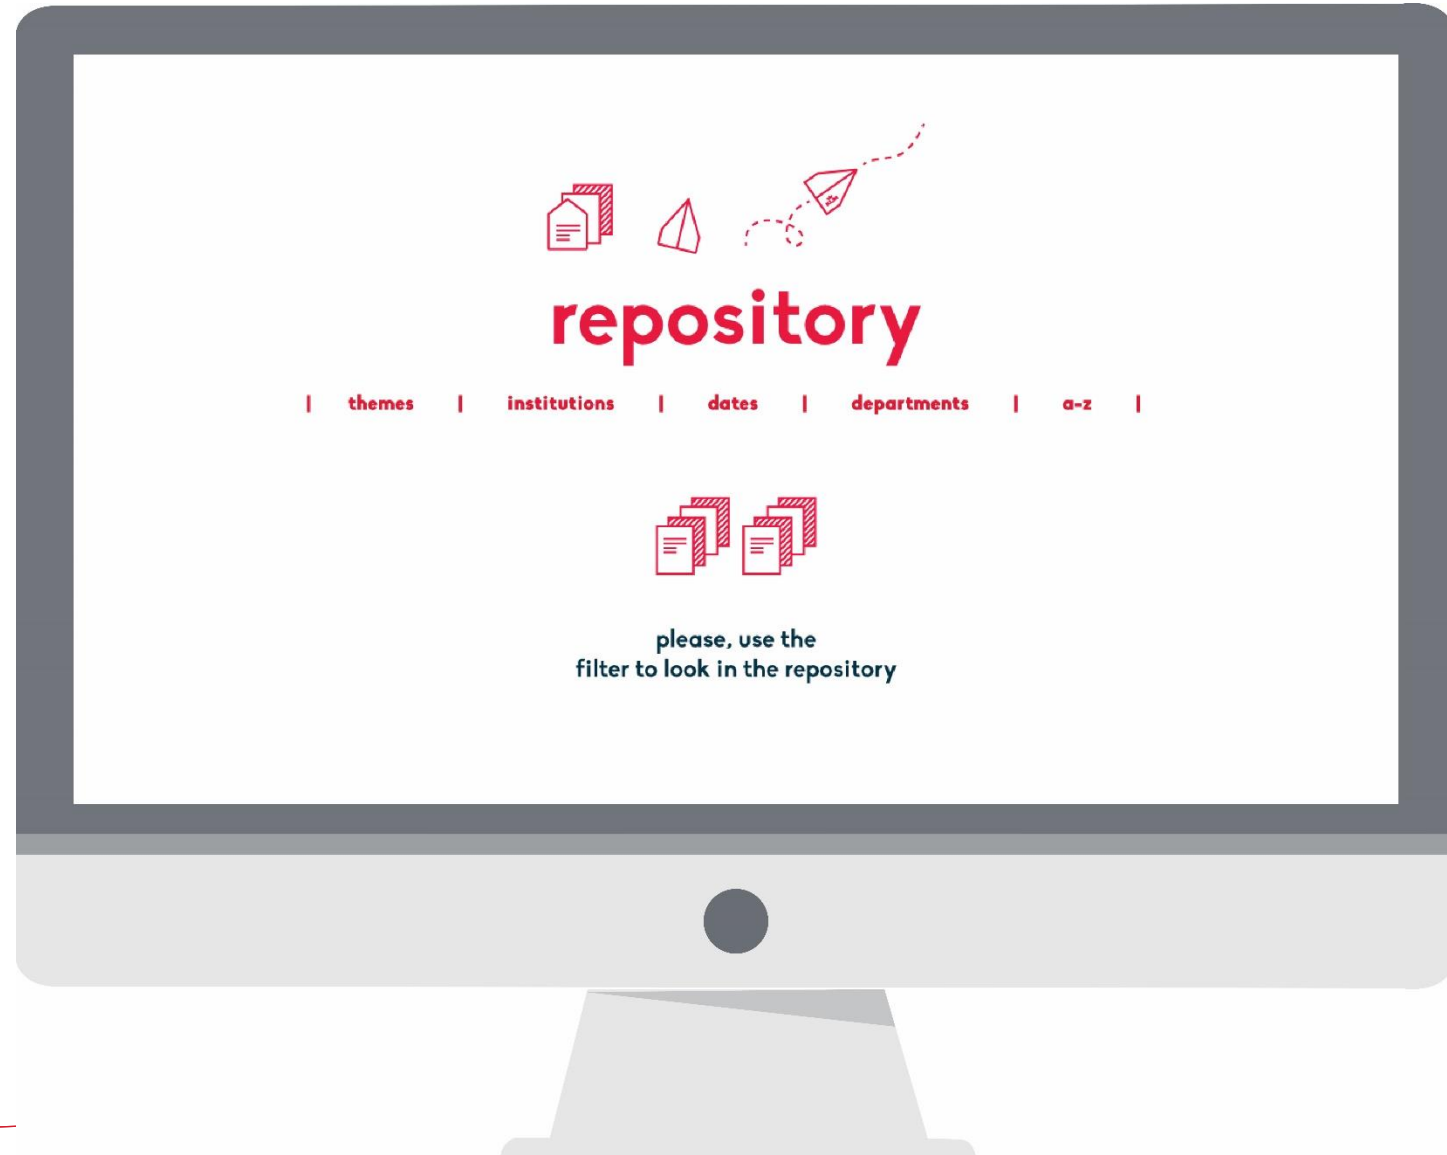 repository
| themes | institutions | dates | departments | a-z |
please, use the
filter to look in the repository